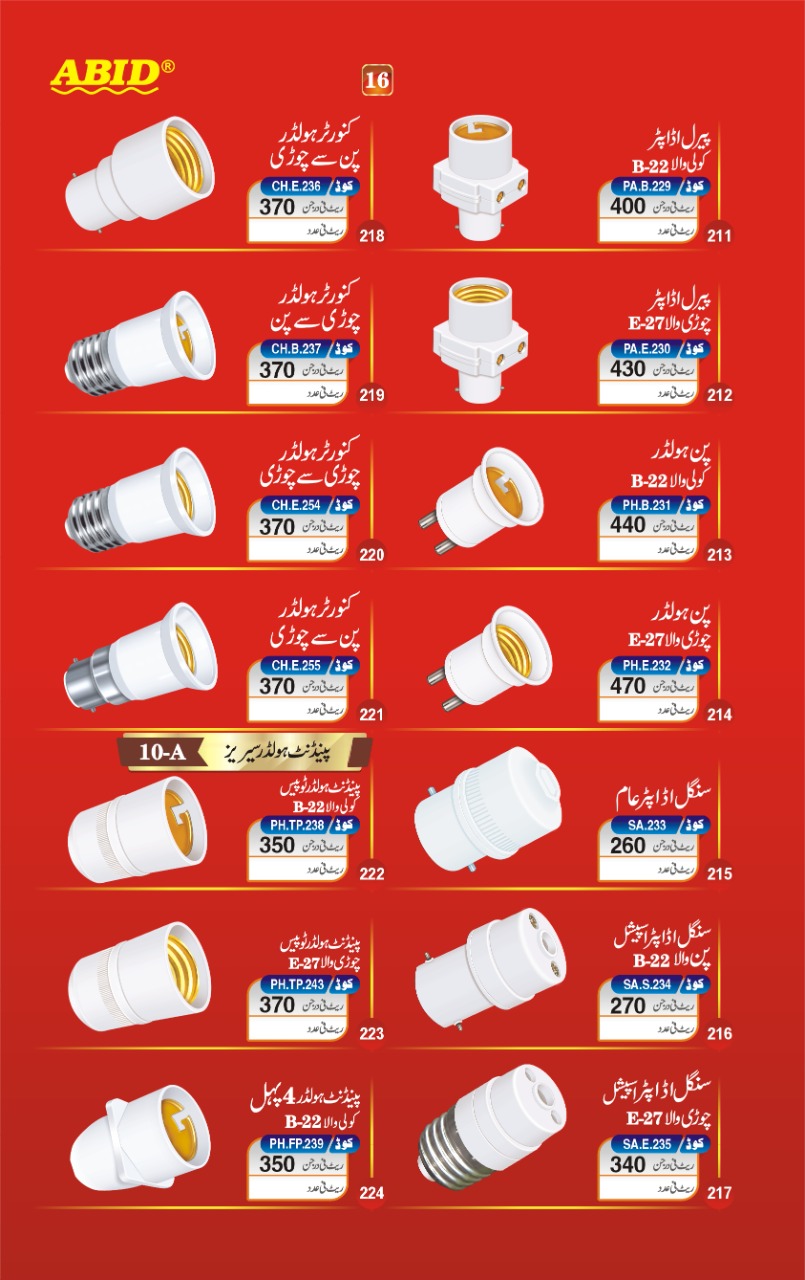 ABID®
16
پیرل اڈاپٹر
کولی والا B-22
کوڈ PA.B.229
ریٹ فی درجن 400
ریٹ فی عدد
211
پیرل اڈاپٹر
چوڑی والا E-27
کوڈ PA.E.230
ریٹ فی درجن 430
ریٹ فی عدد
212
پن ہولڈر
کولی والا B-22
کوڈ PH.B.231
ریٹ فی درجن 440
ریٹ فی عدد
213
پن ہولڈر
چوڑی والا E-27
کوڈ PH.E.232
ریٹ فی درجن 470
ریٹ فی عدد
214
سنگل اڈاپٹر عام
کوڈ SA.233
ریٹ فی درجن 260
ریٹ فی عدد
215
سنگل اڈاپٹر اسپیشل
پن والا B-22
کوڈ SA.S.234
ریٹ فی درجن 270
ریٹ فی عدد
216
سنگل اڈاپٹر اسپیشل
چوڑی والا E-27
کوڈ SA.E.235
ریٹ فی درجن 340
ریٹ فی عدد
217
کنورٹر ہولڈر
پن سے چوڑی
کوڈ CH.E.236
ریٹ فی درجن 370
ریٹ فی عدد
218
کنورٹر ہولڈر
چوڑی سے پن
کوڈ CH.B.237
ریٹ فی درجن 370
ریٹ فی عدد
219
کنورٹر ہولڈر
چوڑی سے چوڑی
کوڈ CH.E.254
ریٹ فی درجن 370
ریٹ فی عدد
220
کنورٹر ہولڈر
پن سے چوڑی
کوڈ CH.E.255
ریٹ فی درجن 370
ریٹ فی عدد
221
پینڈنٹ ہولڈر سیریز 10-A
پینڈنٹ ہولڈر ٹوپیس
کولی والا B-22
کوڈ PH.TP.238
ریٹ فی درجن 350
ریٹ فی عدد
222
پینڈنٹ ہولڈر ٹوپیس
چوڑی والا E-27
کوڈ PH.TP.243
ریٹ فی درجن 370
ریٹ فی عدد
223
پینڈنٹ ہولڈر 4 پہل
کولی والا B-22
کوڈ PH.FP.239
ریٹ فی درجن 350
ریٹ فی عدد
224